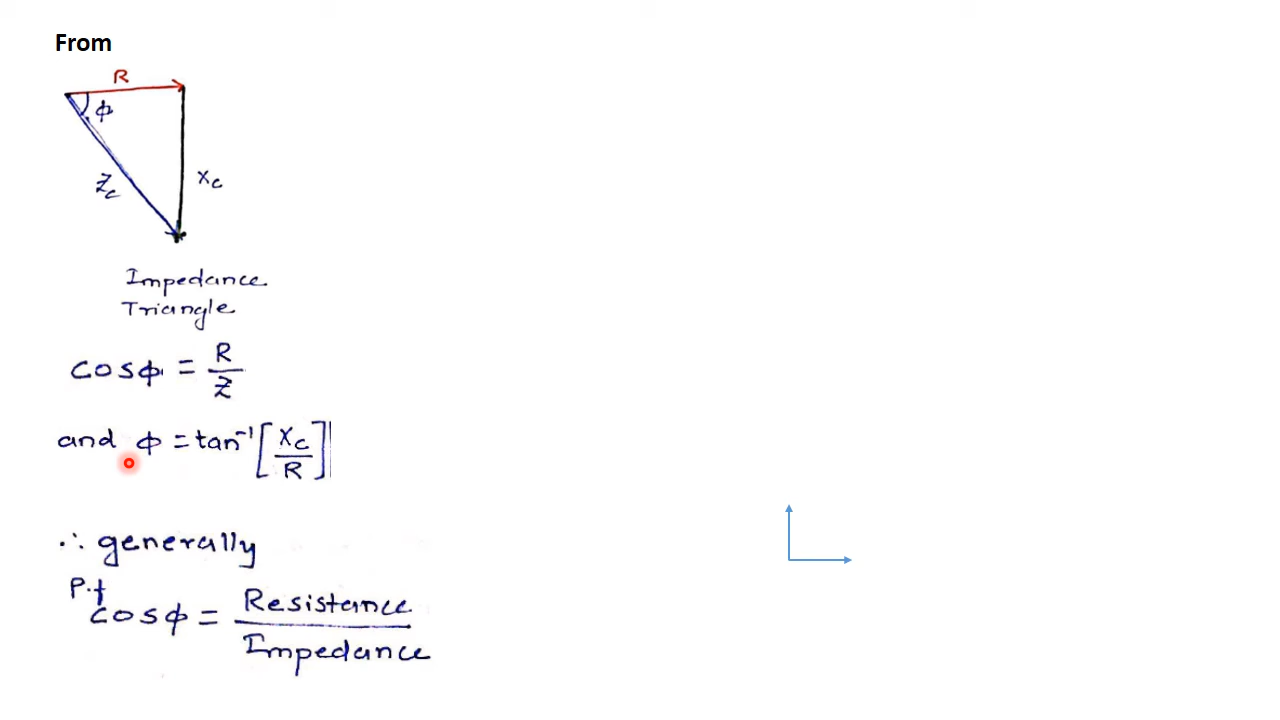 From
R
ϕ
Zc
Xc
Impedance
Triangle
cosϕ = R/Z
and ϕ = tan⁻¹[Xc/R]
∴ generally
P.f
cosϕ = Resistance/Impedance